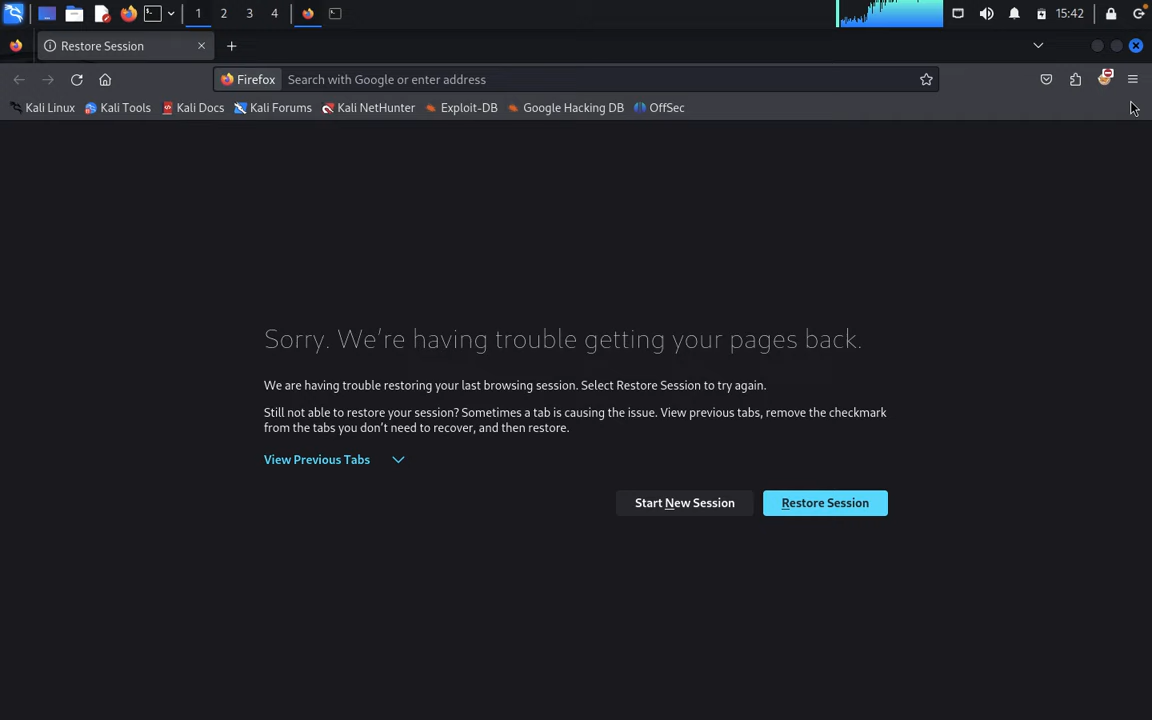 1 2 3 4 15:42
Restore Session
Firefox Search with Google or enter address
Kali Linux Kali Tools Kali Docs Kali Forums Kali NetHunter Exploit-DB Google Hacking DB OffSec
Sorry. We're having trouble getting your pages back.
We are having trouble restoring your last browsing session. Select Restore Session to try again.
Still not able to restore your session? Sometimes a tab is causing the issue. View previous tabs, remove the checkmark
from the tabs you don't need to recover, and then restore.
View Previous Tabs
Start New Session Restore Session